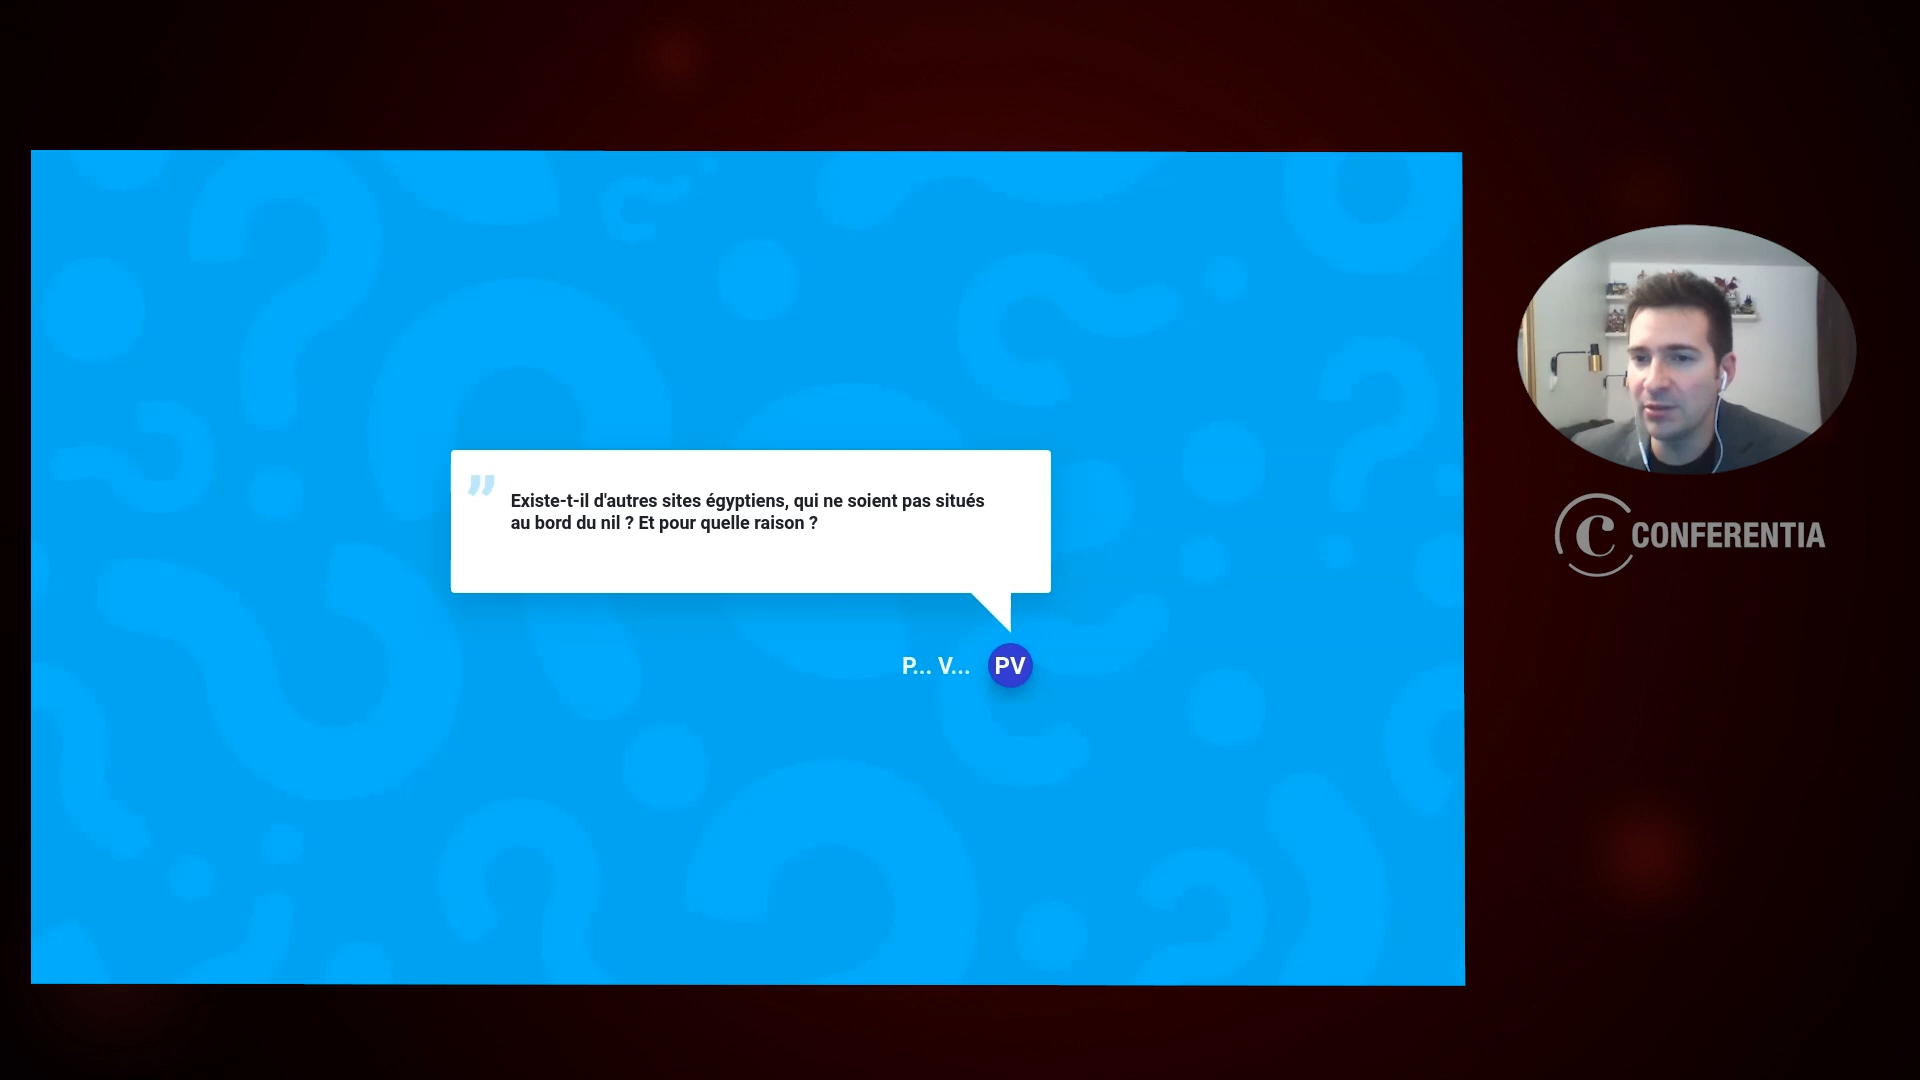 Existe-t-il d'autres sites égyptiens, qui ne soient pas situés
au bord du nil ? Et pour quelle raison ?
P... V...
PV
C CONFERENTIA